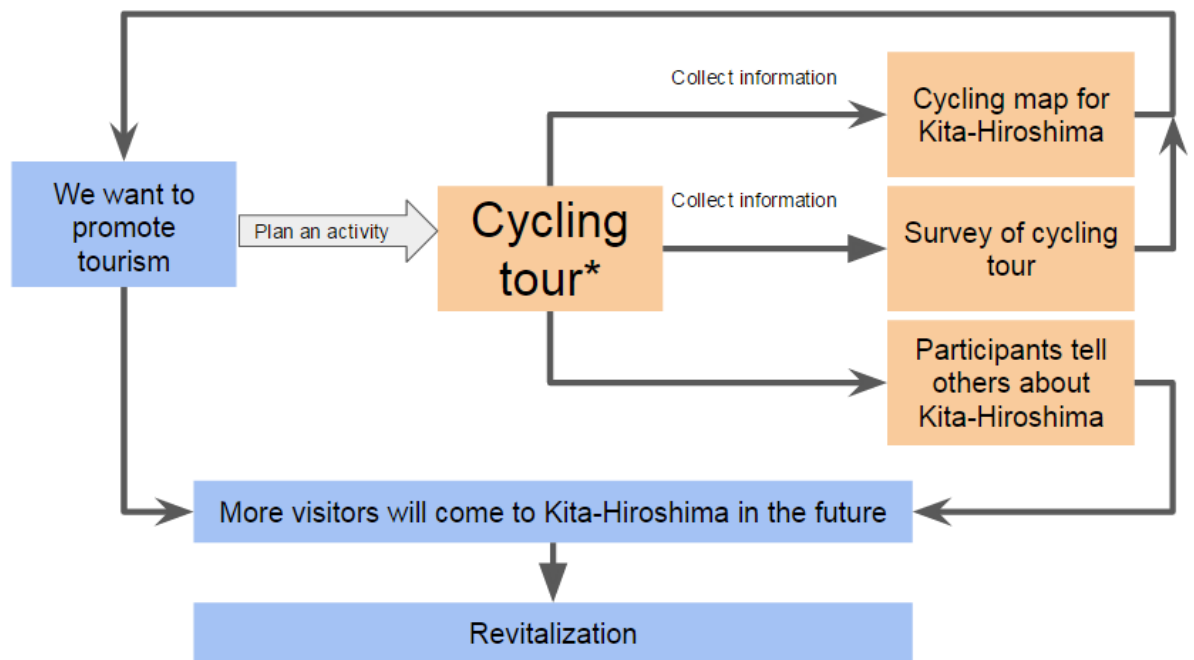 Collect information
Cycling map for
Kita-Hiroshima
We want to
promote
tourism
Plan an activity
Cycling
tour*
Collect information
Survey of cycling
tour
Participants tell
others about
Kita-Hiroshima
More visitors will come to Kita-Hiroshima in the future
Revitalization